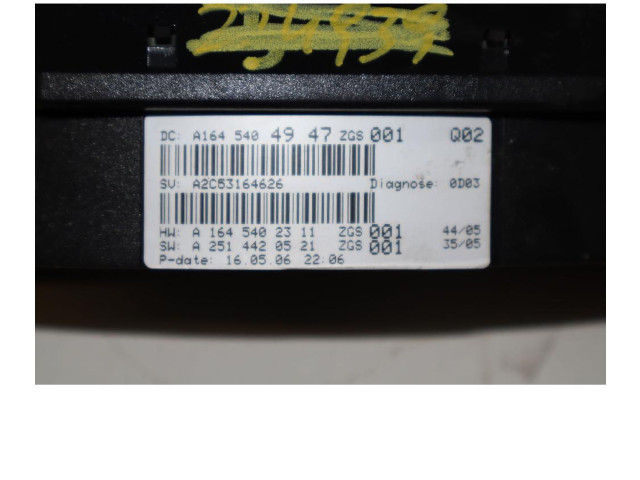 DC: A164 540 49 47 ZGS 001 Q02
SV: A2C53164626 Diagnose: 0D03
HW: A 164 540 23 11 ZGS 001 44/05
SW: A 251 442 05 21 ZGS 001 35/05
P-date: 16.05.06 22:06